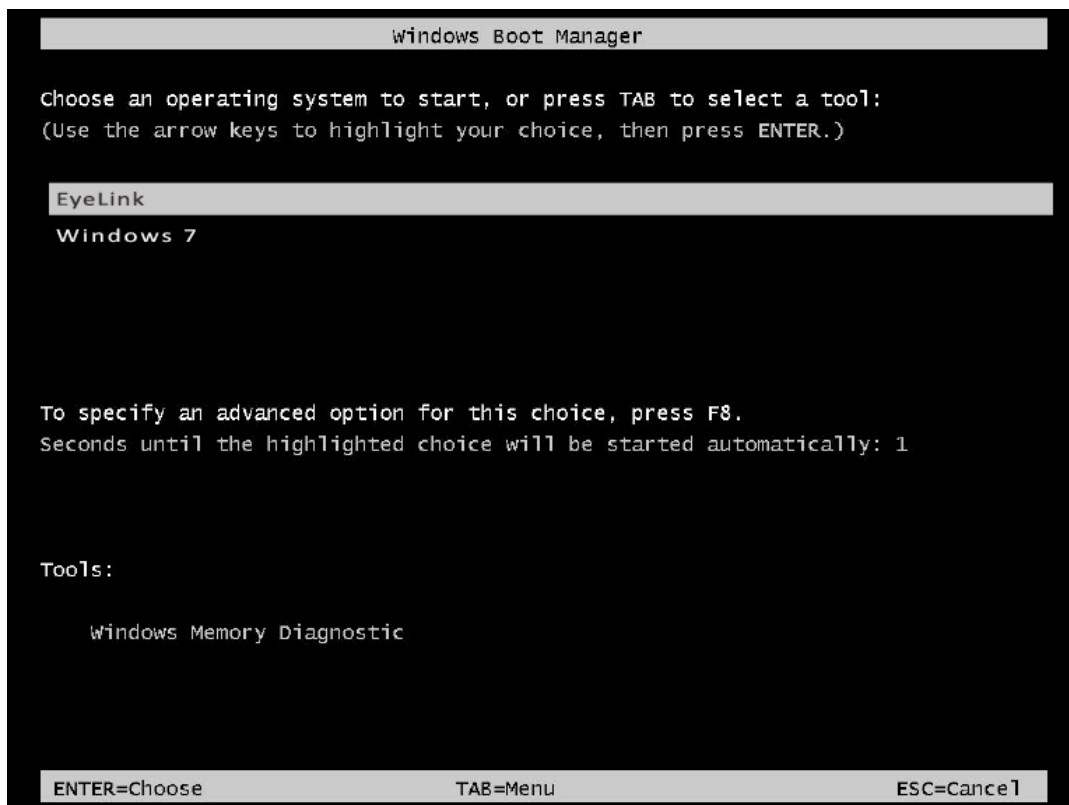 Windows Boot Manager
Choose an operating system to start, or press TAB to select a tool:
(Use the arrow keys to highlight your choice, then press ENTER.)
EyeLink
Windows 7
To specify an advanced option for this choice, press F8.
Seconds until the highlighted choice will be started automatically: 1
Tools:
Windows Memory Diagnostic
ENTER=Choose TAB=Menu ESC=Cancel